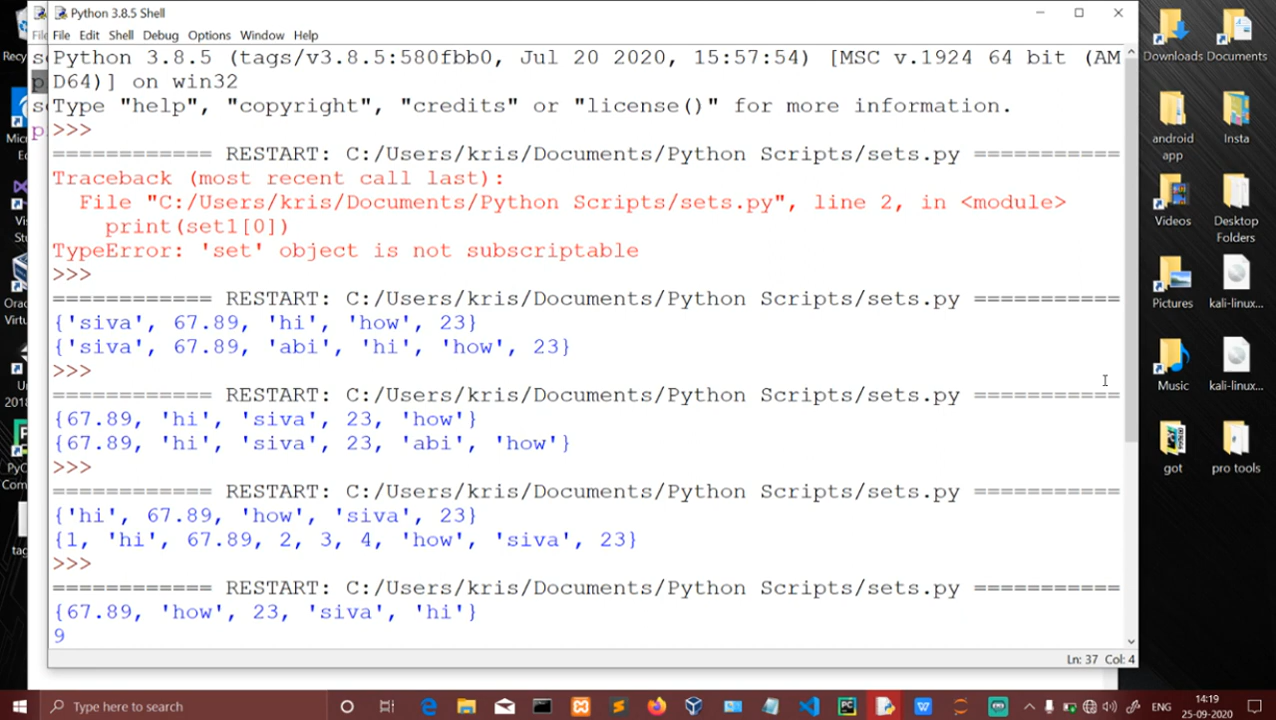 Python 3.8.5 Shell
File Edit Shell Debug Options Window Help
Python 3.8.5 (tags/v3.8.5:580fbb0, Jul 20 2020, 15:57:54) [MSC v.1924 64 bit (AM
D64)] on win32
Type "help", "copyright", "credits" or "license()" for more information.
>>>
============ RESTART: C:/Users/kris/Documents/Python Scripts/sets.py ===========
Traceback (most recent call last):
File "C:/Users/kris/Documents/Python Scripts/sets.py", line 2, in <module>
print(set1[0])
TypeError: 'set' object is not subscriptable
>>>
============ RESTART: C:/Users/kris/Documents/Python Scripts/sets.py ===========
{'siva', 67.89, 'hi', 'how', 23}
{'siva', 67.89, 'abi', 'hi', 'how', 23}
>>>
============ RESTART: C:/Users/kris/Documents/Python Scripts/sets.py ===========
{67.89, 'hi', 'siva', 23, 'how'}
{67.89, 'hi', 'siva', 23, 'abi', 'how'}
>>>
============ RESTART: C:/Users/kris/Documents/Python Scripts/sets.py ===========
{'hi', 67.89, 'how', 'siva', 23}
{1, 'hi', 67.89, 2, 3, 4, 'how', 'siva', 23}
>>>
============ RESTART: C:/Users/kris/Documents/Python Scripts/sets.py ===========
{67.89, 'how', 23, 'siva', 'hi'}
9
Ln: 37 Col: 4
Downloads Documents
android app
Insta
Videos
Desktop Folders
Pictures
kali-linux...
Music
kali-linux...
got
pro tools
Type here to search
ENG
14:19
25-09-2020